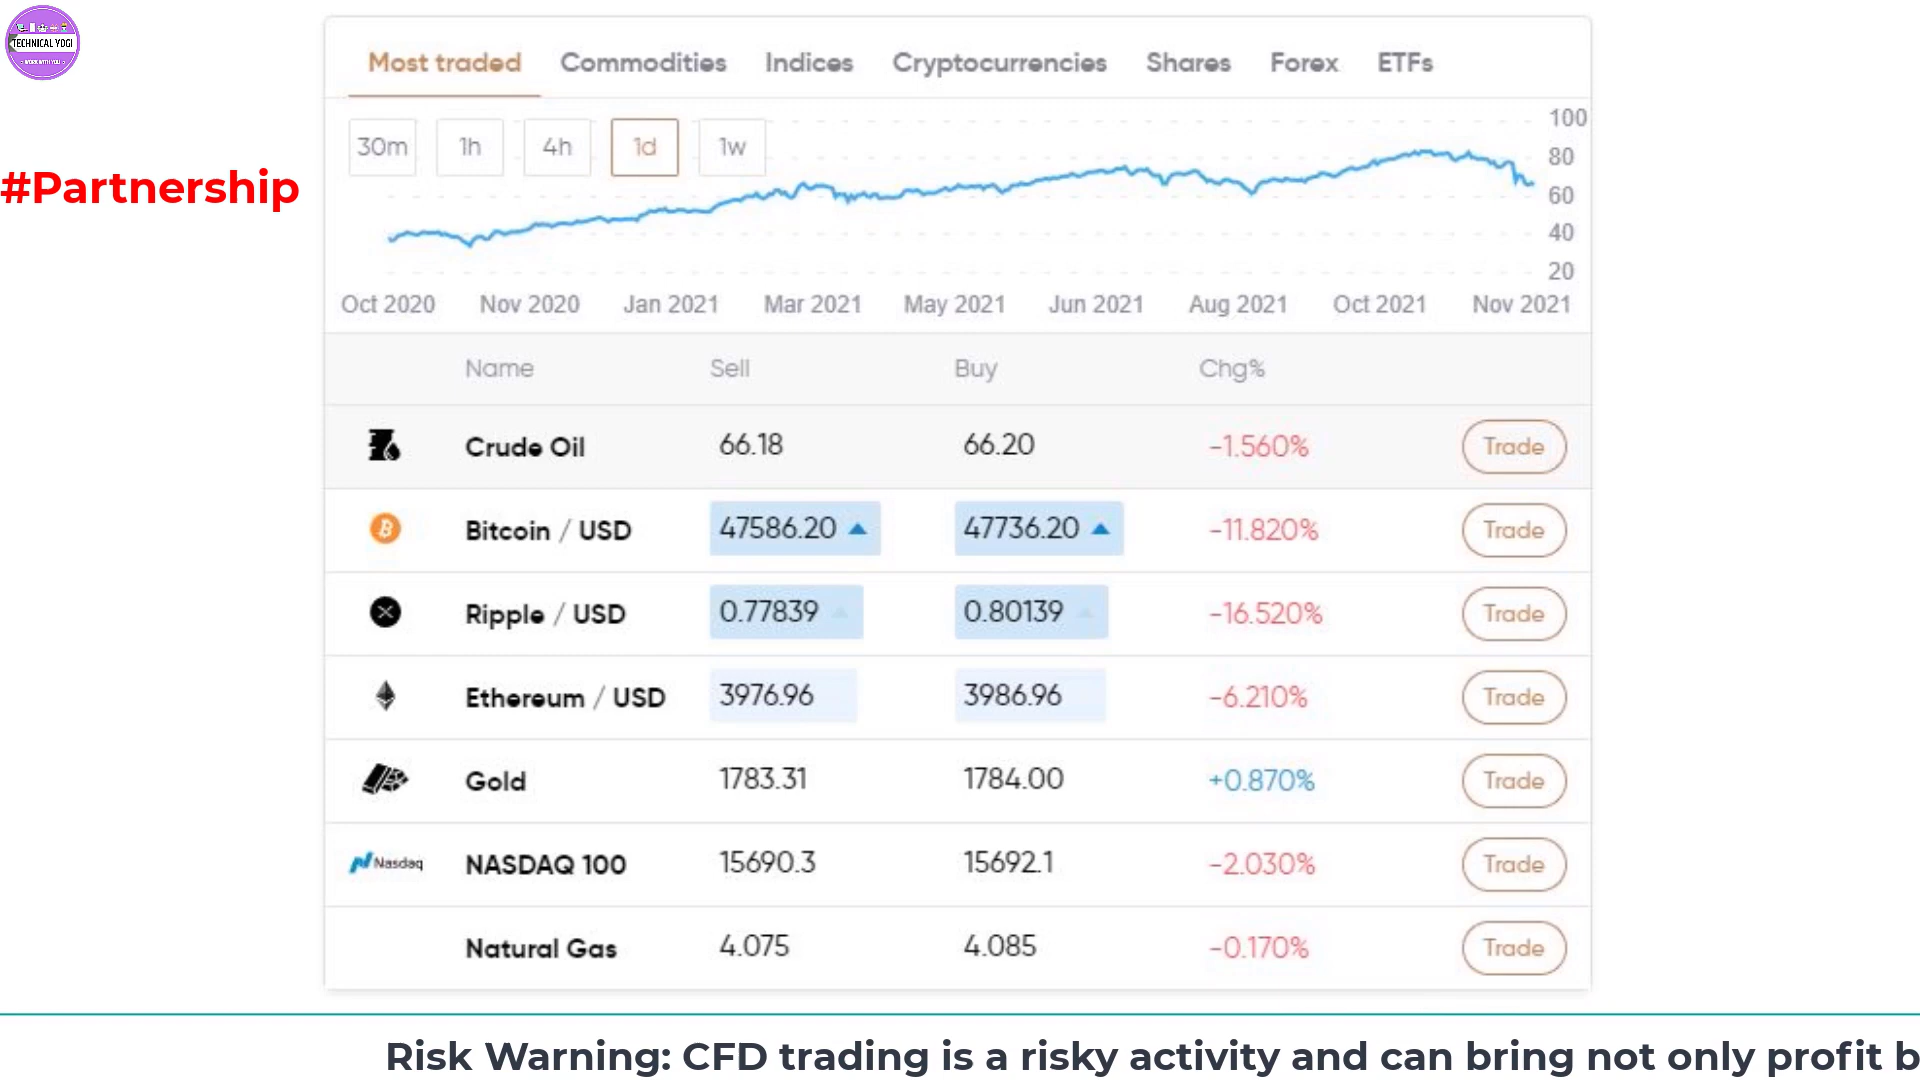 TECHNICAL YOGI
WORK WITH YOU
#Partnership
Most traded Commodities Indices Cryptocurrencies Shares Forex ETFs
30m 1h 4h 1d 1w
100
80
60
40
20
Oct 2020 Nov 2020 Jan 2021 Mar 2021 May 2021 Jun 2021 Aug 2021 Oct 2021 Nov 2021
Name Sell Buy Chg%
Crude Oil 66.18 66.20 -1.560% Trade
Bitcoin / USD 47586.20 47736.20 -11.820% Trade
Ripple / USD 0.77839 0.80139 -16.520% Trade
Ethereum / USD 3976.96 3986.96 -6.210% Trade
Gold 1783.31 1784.00 +0.870% Trade
Nasdaq NASDAQ 100 15690.3 15692.1 -2.030% Trade
Natural Gas 4.075 4.085 -0.170% Trade
Risk Warning: CFD trading is a risky activity and can bring not only profit b